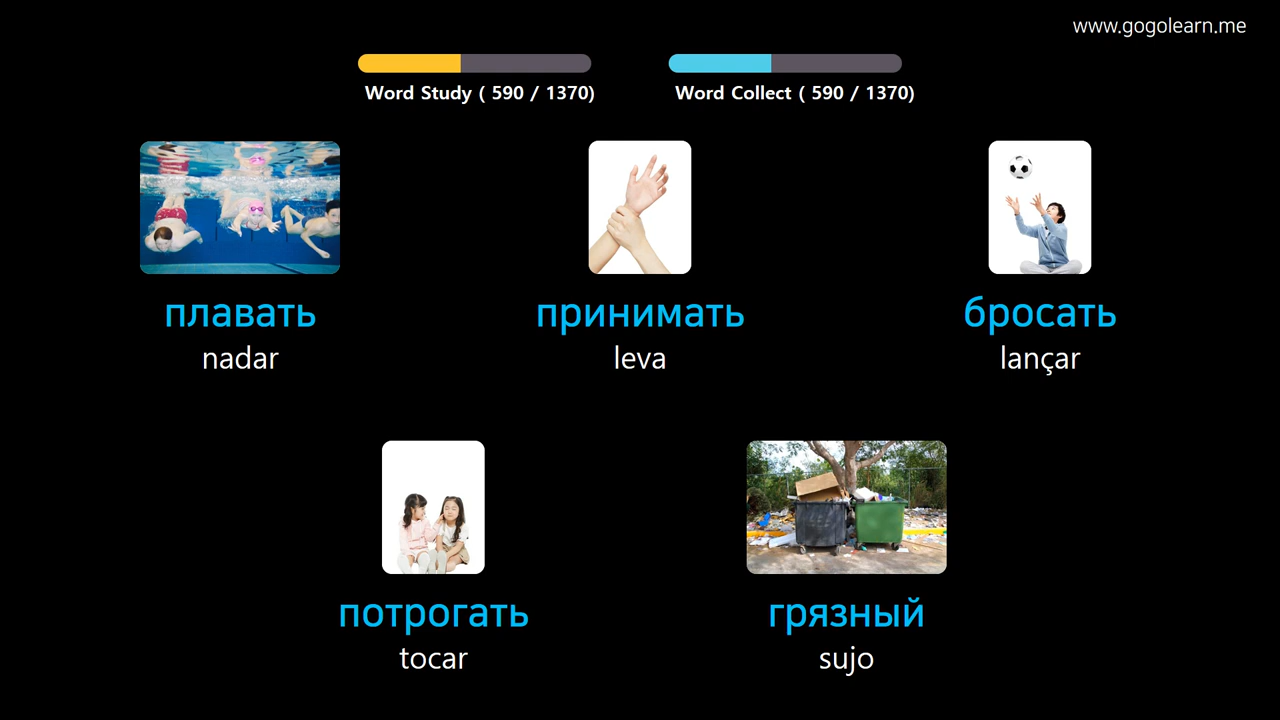 www.gogolearn.me
Word Study ( 590 / 1370)
Word Collect ( 590 / 1370)
плавать
nadar
принимать
leva
бросать
lançar
потрогать
tocar
грязный
sujo